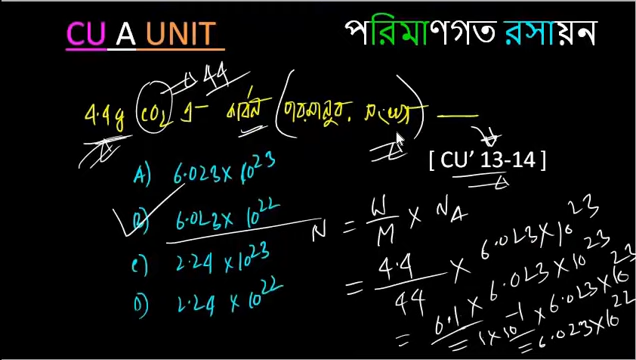 CU A UNIT
পরিমাণগত রসায়ন
44
4.4g CO2 এ কার্বন (পরমানুর সংখ্যা)
[ CU' 13-14 ]
A) 6.023 × 10^23
B) 6.023 × 10^22
C) 2.24 × 10^23
D) 2.24 × 10^22
N = W/M × NA
= 4.4/44 × 6.023 × 10^23
= 0.1 × 6.023 × 10^23
= 1 × 10^-1 × 6.023 × 10^23
= 6.023 × 10^22